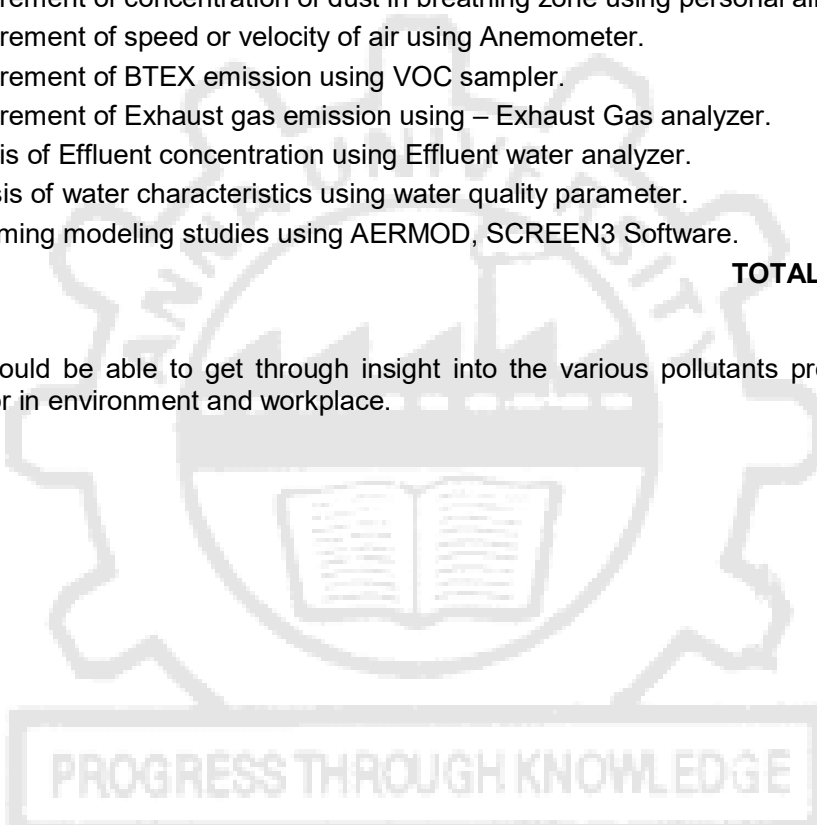 rement of concentration of dust in breathing zone using personal air
rement of speed or velocity of air using Anemometer.
rement of BTEX emission using VOC sampler.
rement of Exhaust gas emission using – Exhaust Gas analyzer.
is of Effluent concentration using Effluent water analyzer.
sis of water characteristics using water quality parameter.
ming modeling studies using AERMOD, SCREEN3 Software.
TOTAL
ould be able to get through insight into the various pollutants pr
or in environment and workplace.
ANNA UNIVERSITY
PROGRESS THROUGH KNOWLEDGE